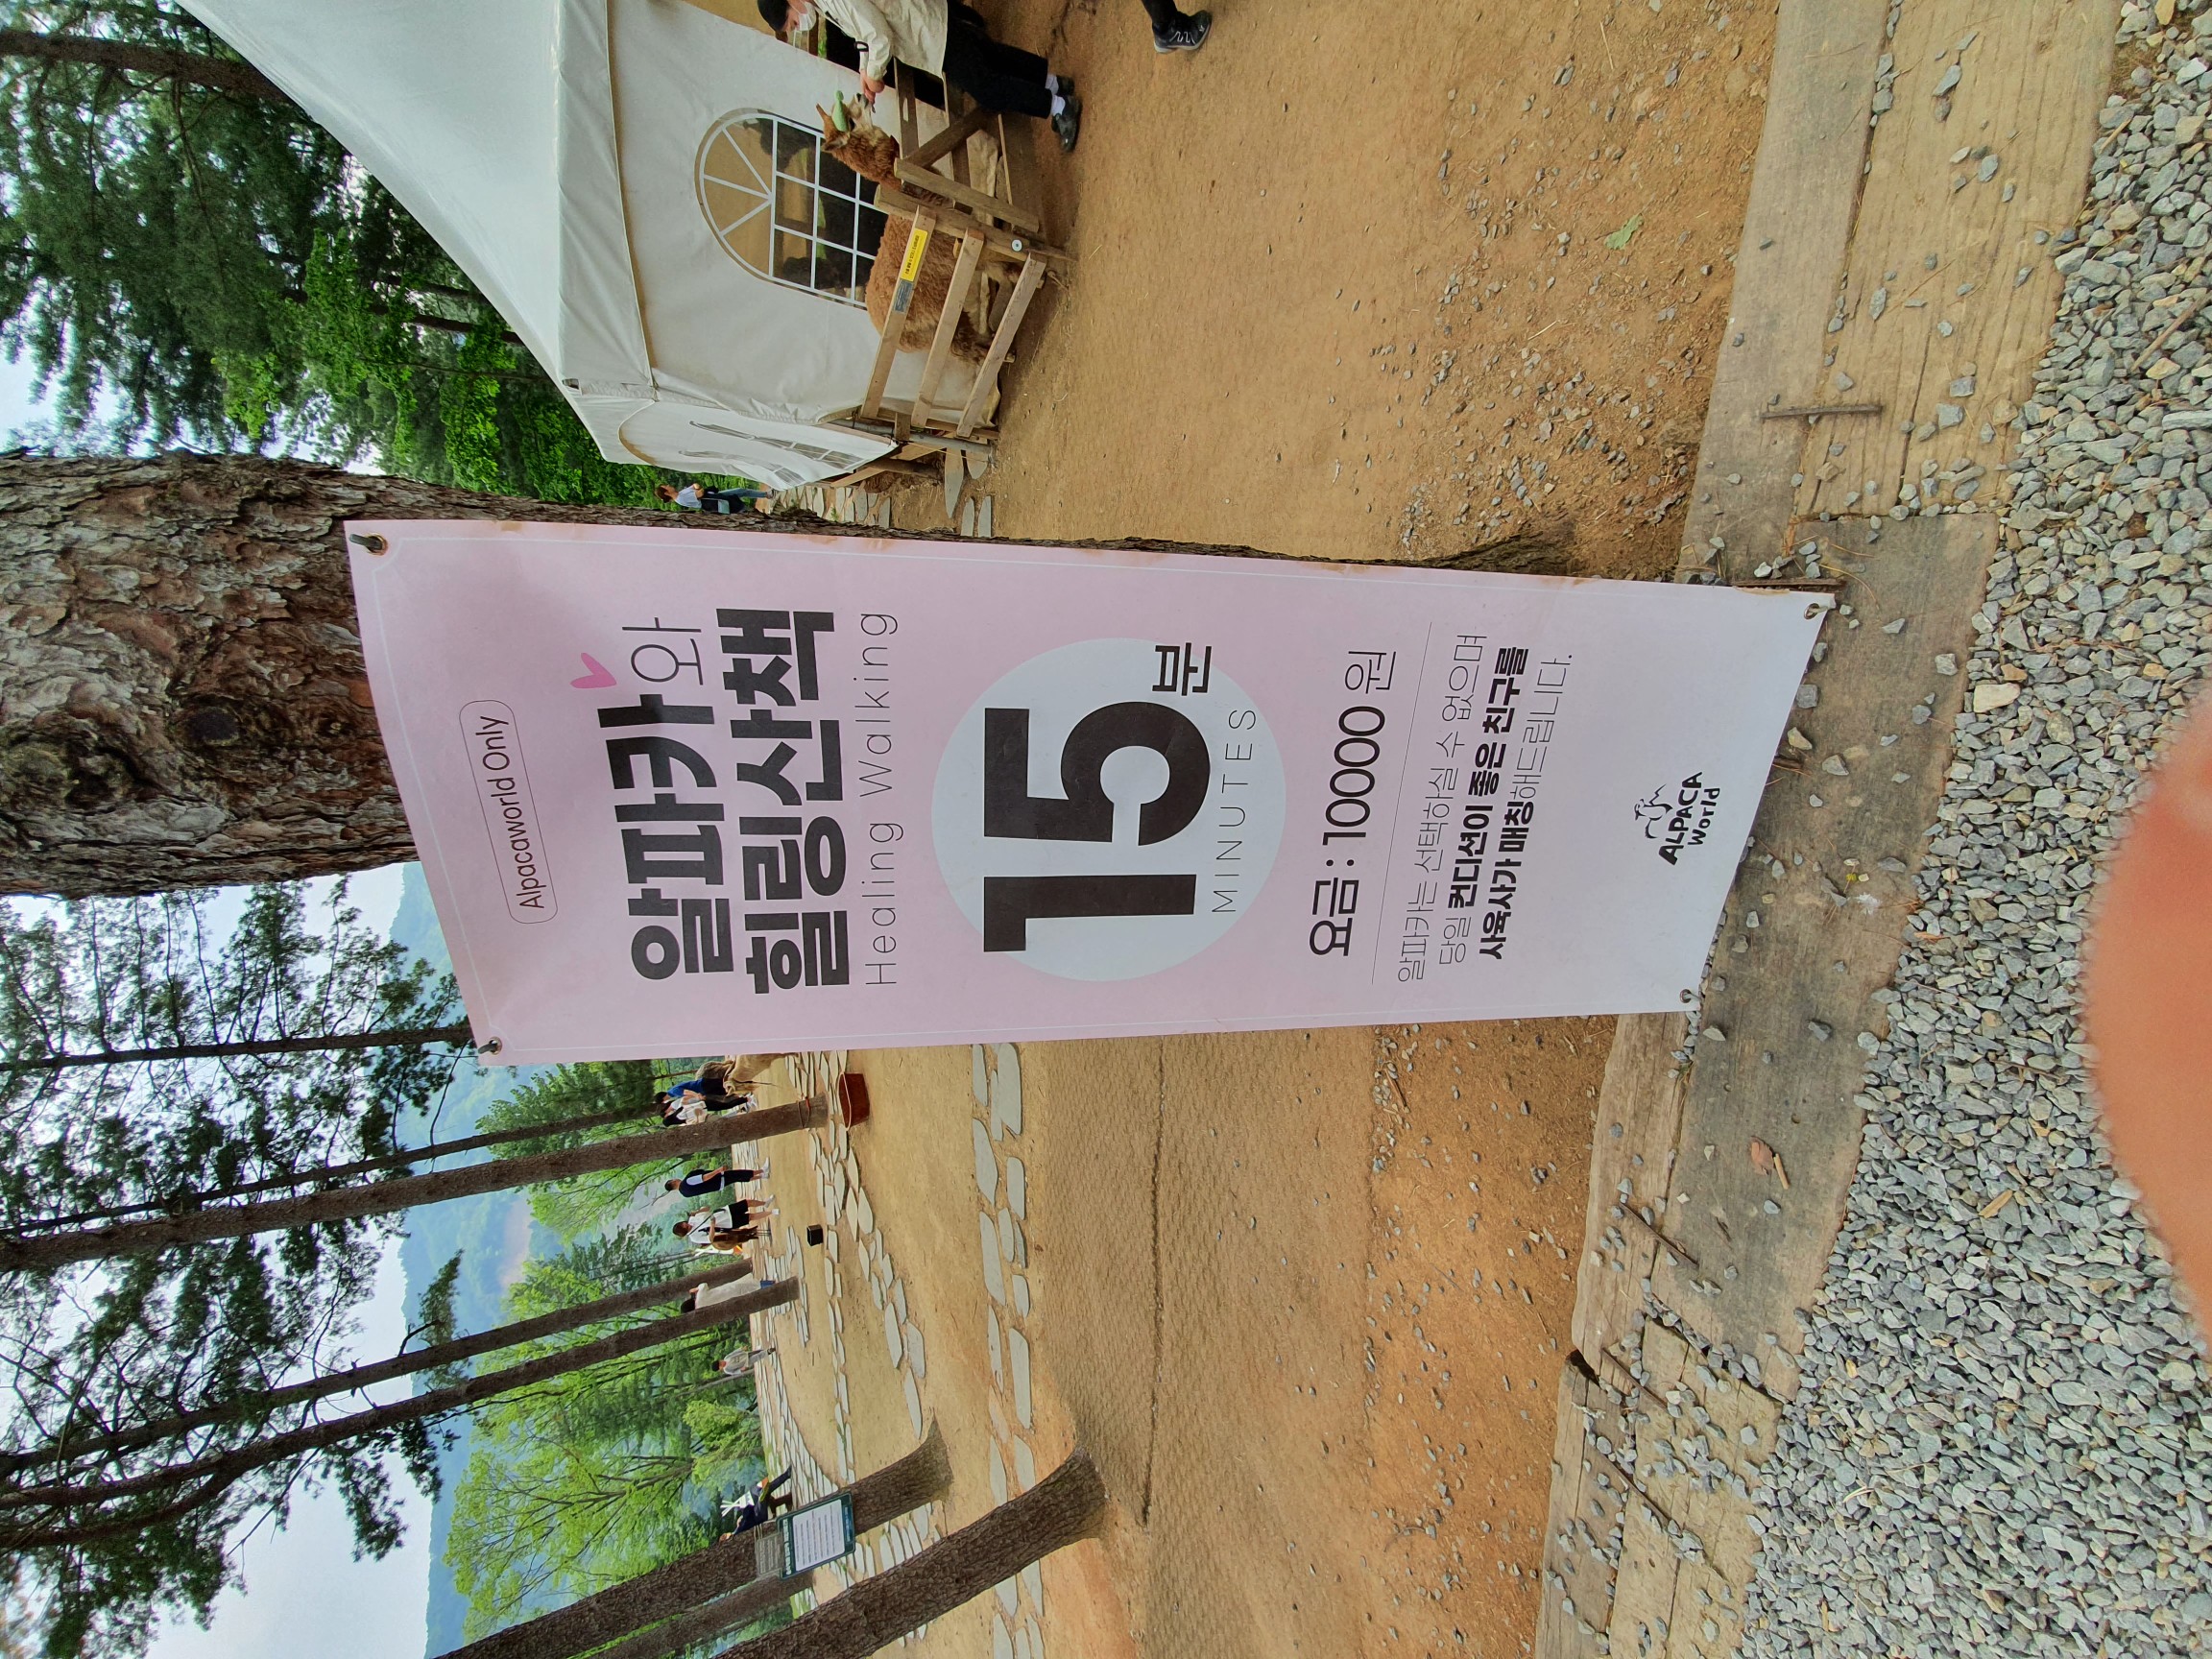 Alpacaworld Only
알파카와
힐링산책
Healing Walking
15분
MINUTES
요금 : 10000 원
알파카는 선택하실 수 없으며
당일 컨디션이 좋은 친구를
사육사가 매칭해드립니다.
ALPACA
World